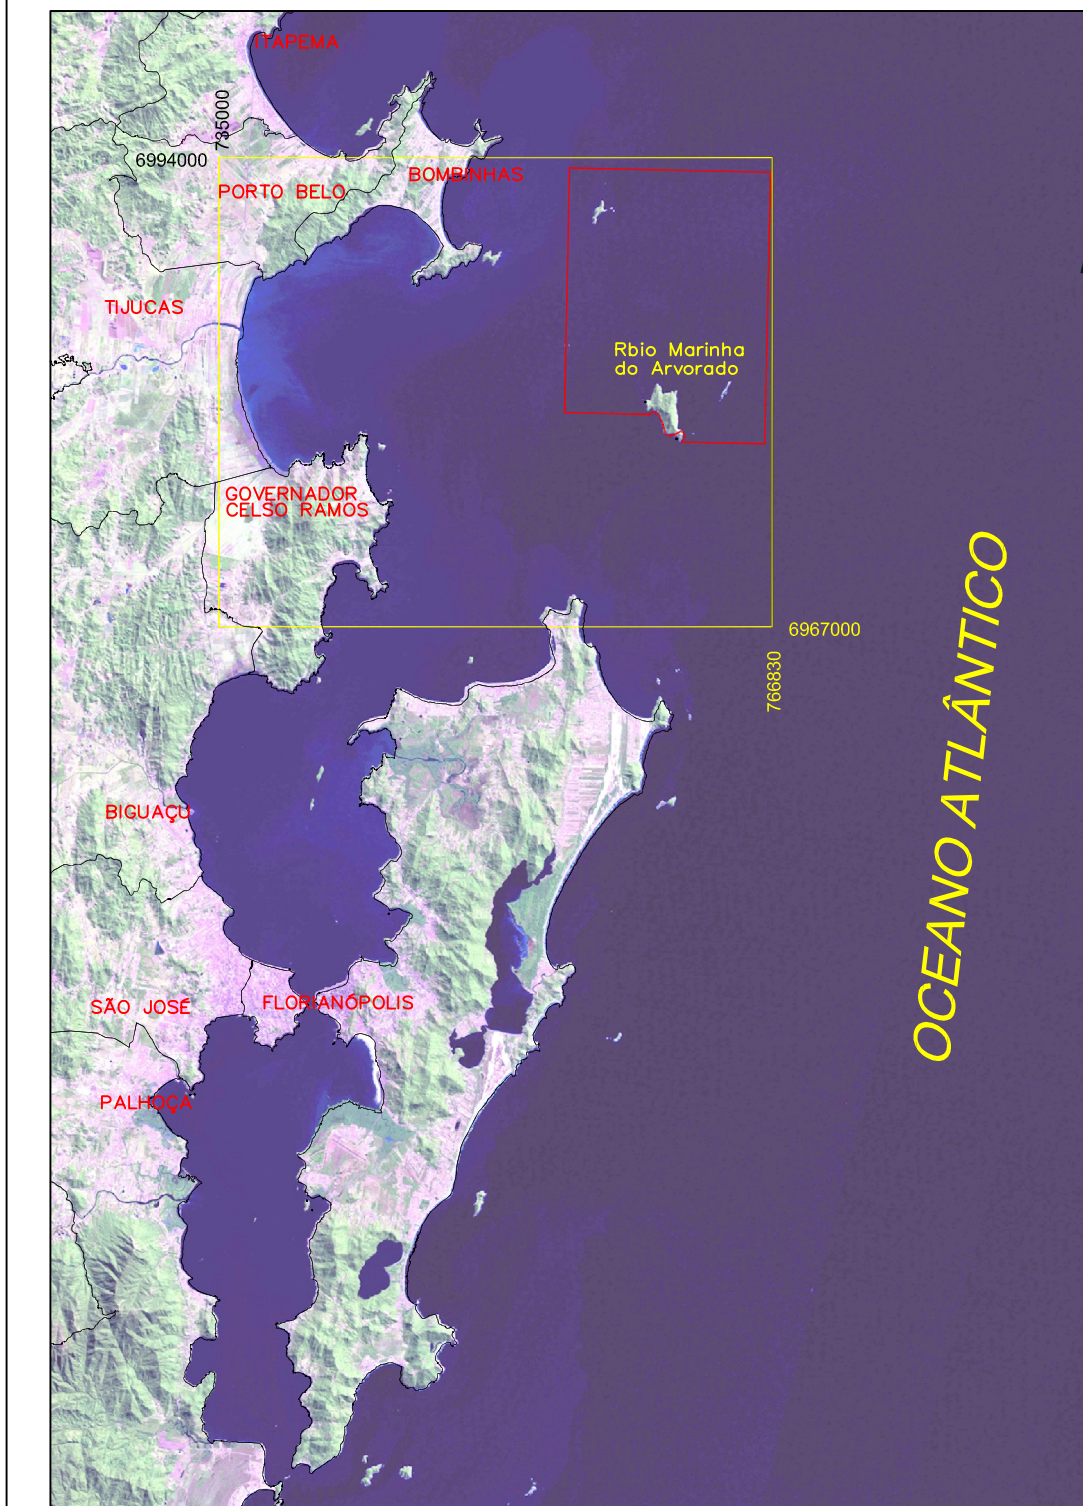 ITAPEMA
735000
6994000
BOMBINHAS
PORTO BELO
TIJUCAS
Rbio Marinha
do Arvorado
GOVERNADOR
CELSO RAMOS
6967000
766830
OCEANO ATLÂNTICO
BIGUAÇU
FLORIANÓPOLIS
SÃO JOSÉ
PALHOÇA